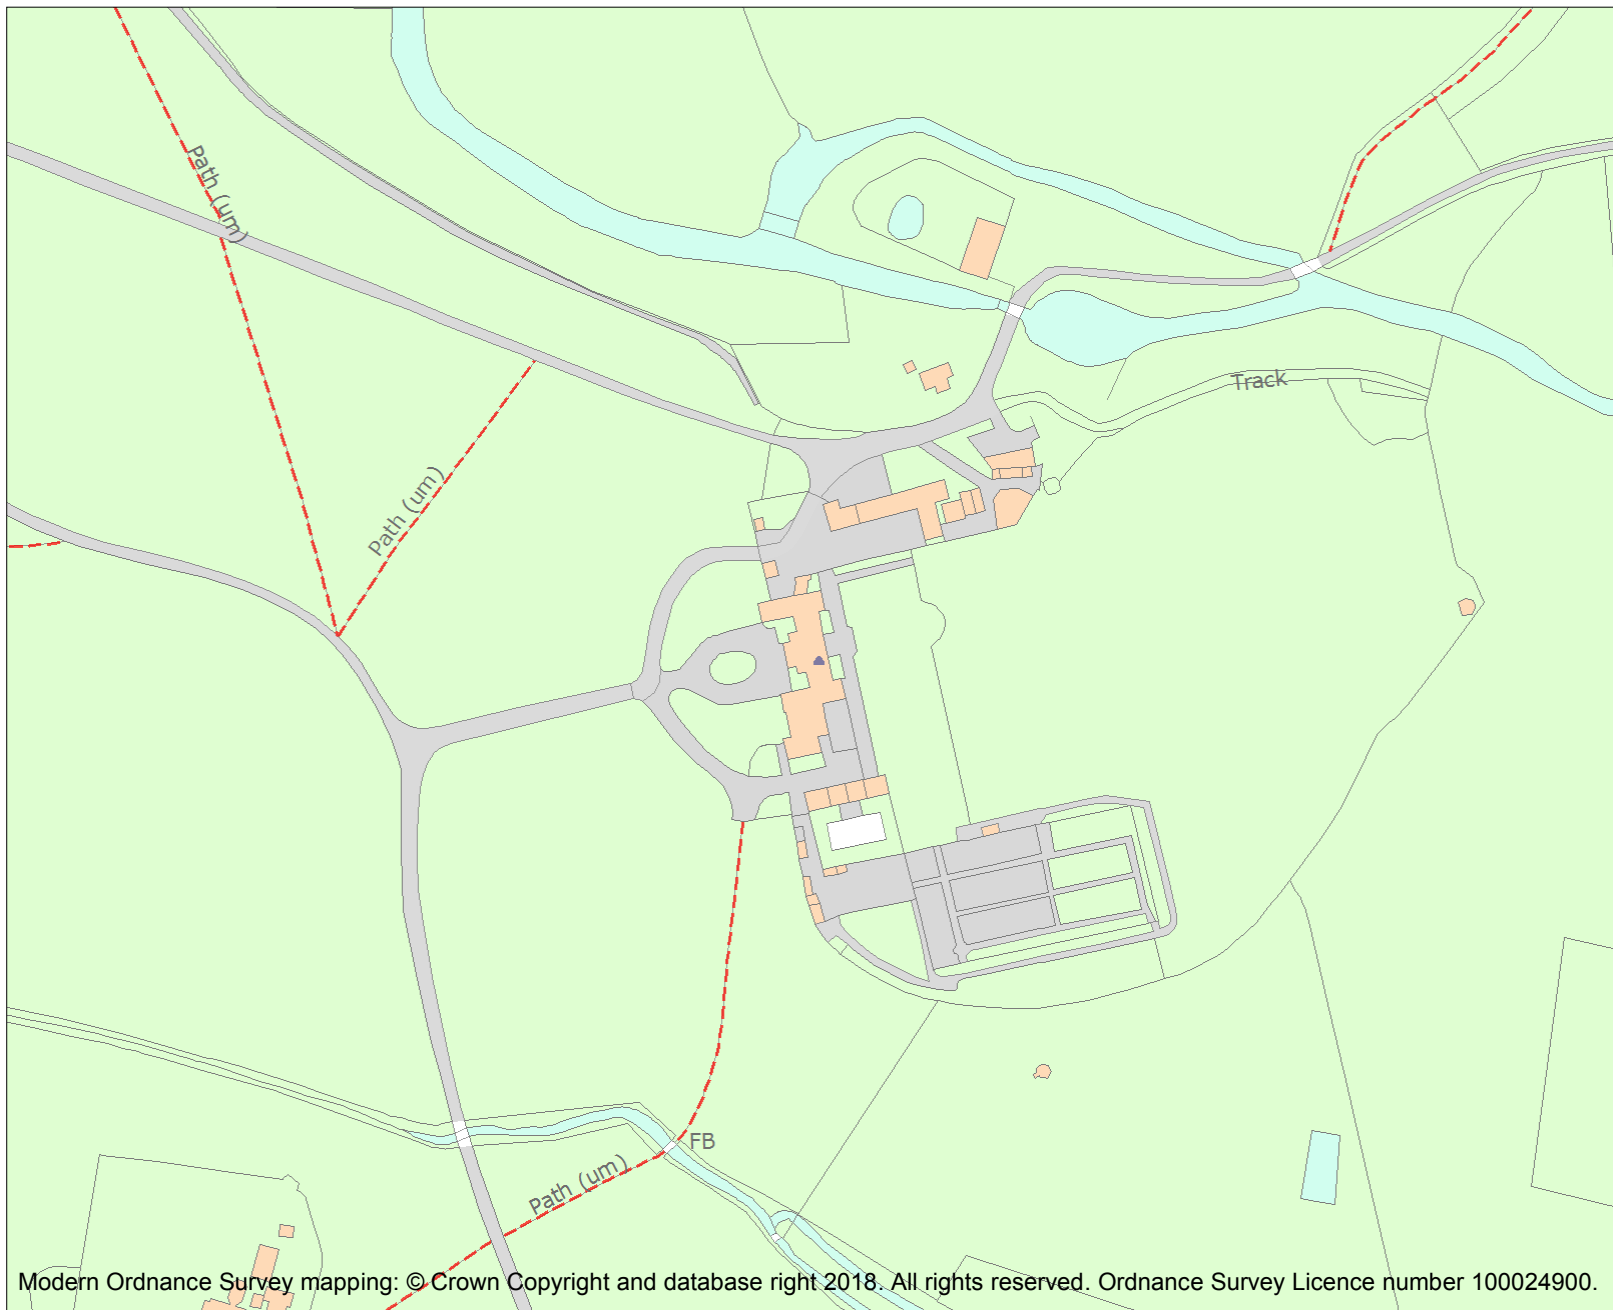 Path (um)
Track
Path (um)
FB
Path (um)
Modern Ordnance Survey mapping: © Crown Copyright and database right 2018. All rights reserved. Ordnance Survey Licence number 100024900.